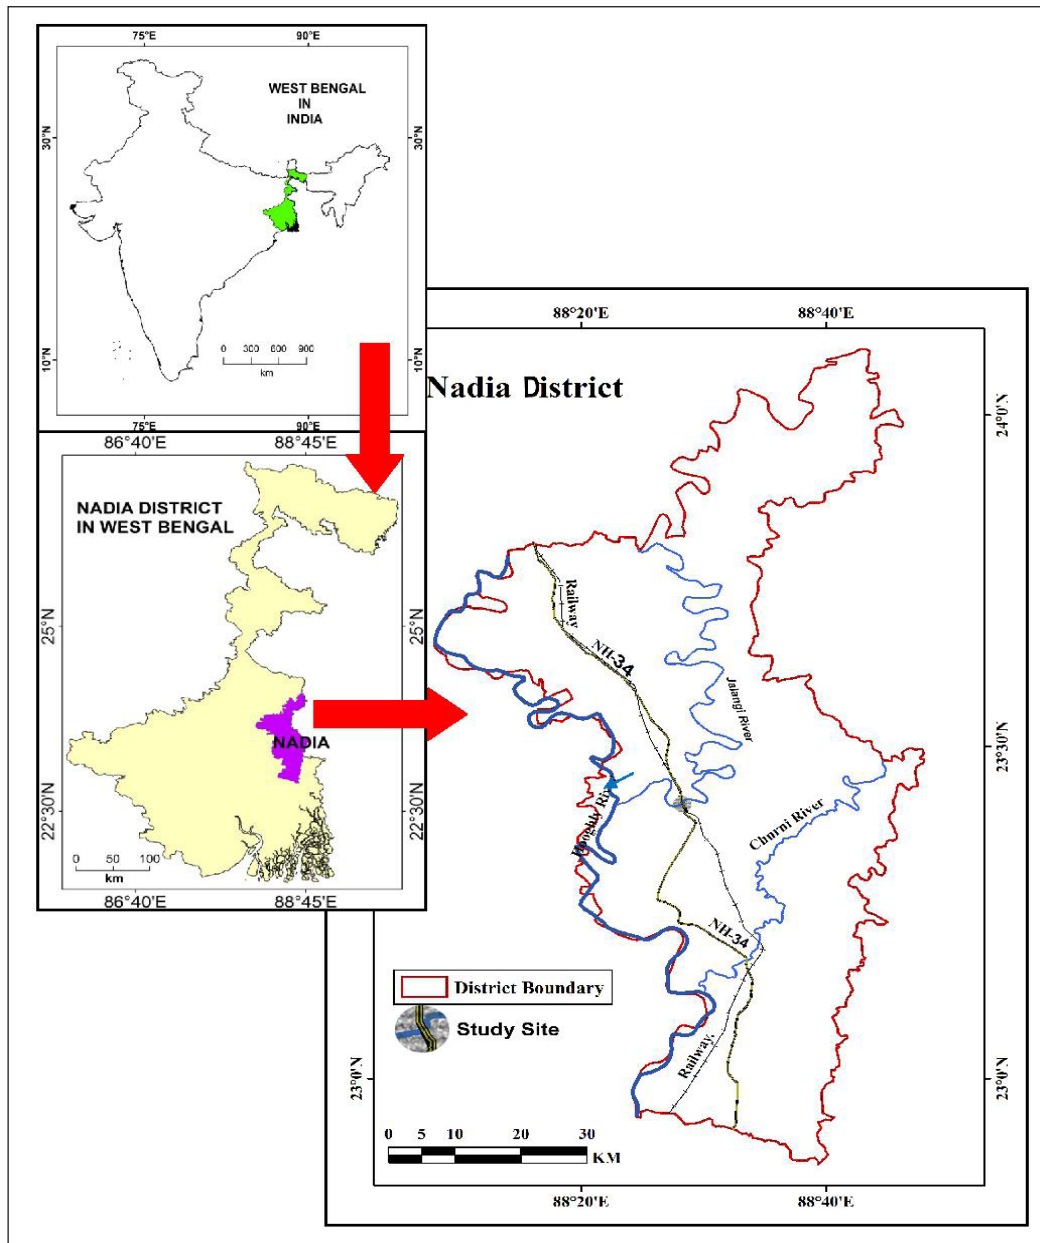 75°E 90°E
WEST BENGAL
IN
INDIA
30°N 30°N
10°N 10°N
0 300 600 900
km
75°E 90°E
86°40'E 88°45'E
NADIA DISTRICT
IN WEST BENGAL
25°N 25°N
NADIA
22°30'N 22°30'N
0 50 100
km
86°40'E 88°45'E
88°20'E 88°40'E
Nadia District
24°0'N
Railway
NH-34
Jalangi River
23°30'N
Hooghly Riv
Churni River
NH-34
District Boundary
Study Site
Railway,
23°0'N 23°0'N
0 5 10 20 30
KM
88°20'E 88°40'E